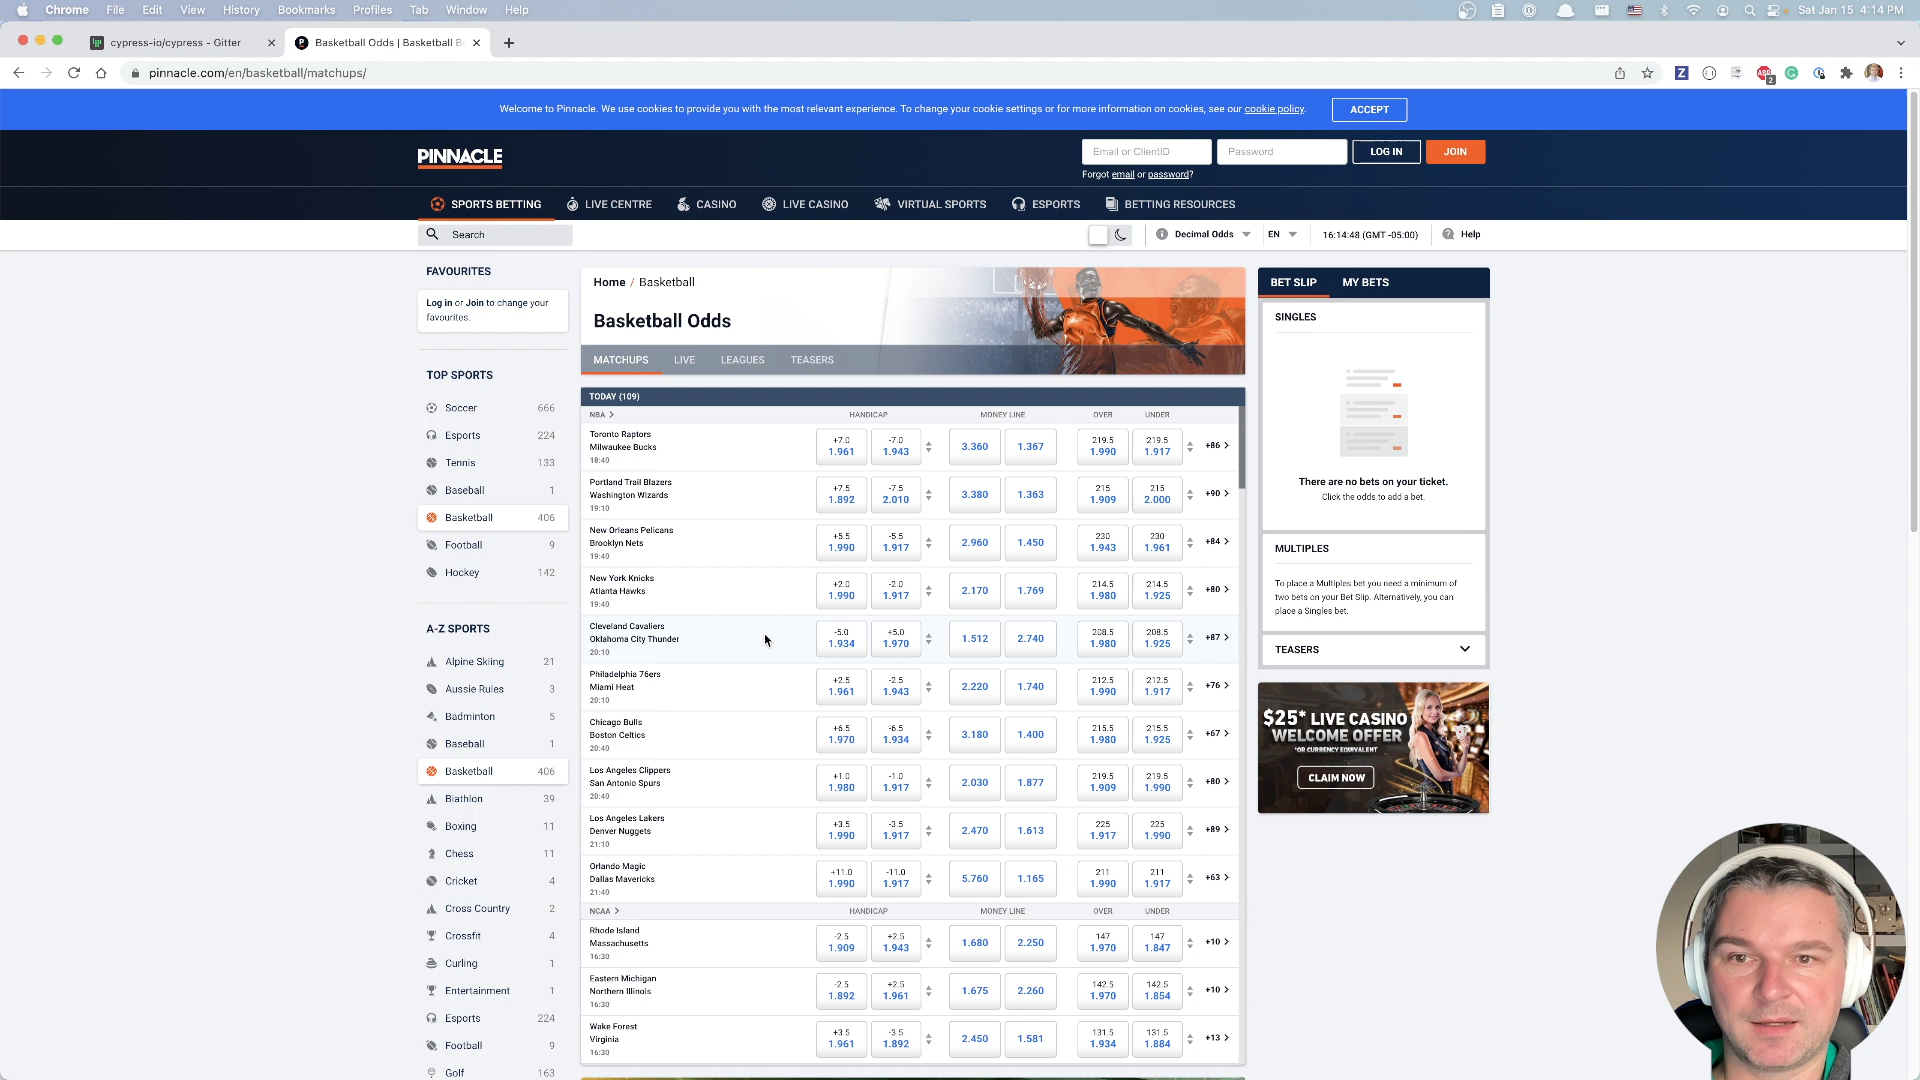 Chrome File Edit View History Bookmarks Profiles Tab Window Help Sat Jan 15 4:14 PM
cypress-io/cypress - Gitter Basketball Odds | Basketball B
pinnacle.com/en/basketball/matchups/ 2
Welcome to Pinnacle. We use cookies to provide you with the most relevant experience. To change your cookie settings or for more information on cookies, see our cookie policy. ACCEPT
PINNACLE Email or ClientID Password LOG IN JOIN
Forgot email or password?
SPORTS BETTING LIVE CENTRE CASINO LIVE CASINO VIRTUAL SPORTS ESPORTS BETTING RESOURCES
Search Decimal Odds EN 16:14:48 (GMT -05:00) Help
FAVOURITES
Log in or Join to change your
favourites.
TOP SPORTS
Soccer 666
Esports 224
Tennis 133
Baseball 1
Basketball 406
Football 9
Hockey 142
A-Z SPORTS
Alpine Skiing 21
Aussie Rules 3
Badminton 5
Baseball 1
Basketball 406
Biathlon 39
Boxing 11
Chess 11
Cricket 4
Cross Country 2
Crossfit 4
Curling 1
Entertainment 1
Esports 224
Football 9
Golf 163
Home / Basketball
Basketball Odds
MATCHUPS LIVE LEAGUES TEASERS
TODAY (109)
NBA HANDICAP MONEY LINE OVER UNDER
Toronto Raptors +7.0 -7.0 219.5 219.5
Milwaukee Bucks 1.961 1.943 3.360 1.367 1.990 1.917 +86
18:40
Portland Trail Blazers +7.5 -7.5 215 215
Washington Wizards 1.892 2.010 3.380 1.363 1.909 2.000 +90
19:10
New Orleans Pelicans +5.5 -5.5 230 230
Brooklyn Nets 1.990 1.917 2.960 1.450 1.943 1.961 +84
19:40
New York Knicks +2.0 -2.0 214.5 214.5
Atlanta Hawks 1.990 1.917 2.170 1.769 1.980 1.925 +80
19:40
Cleveland Cavaliers -5.0 +5.0 208.5 208.5
Oklahoma City Thunder 1.934 1.970 1.512 2.740 1.980 1.925 +87
20:10
Philadelphia 76ers +2.5 -2.5 212.5 212.5
Miami Heat 1.961 1.943 2.220 1.740 1.990 1.917 +76
20:10
Chicago Bulls +6.5 -6.5 215.5 215.5
Boston Celtics 1.970 1.934 3.180 1.400 1.980 1.925 +67
20:40
Los Angeles Clippers +1.0 -1.0 219.5 219.5
San Antonio Spurs 1.980 1.917 2.030 1.877 1.909 1.990 +80
20:40
Los Angeles Lakers +3.5 -3.5 225 225
Denver Nuggets 1.990 1.917 2.470 1.613 1.917 1.990 +89
21:10
Orlando Magic +11.0 -11.0 211 211
Dallas Mavericks 1.990 1.917 5.760 1.165 1.990 1.917 +63
21:40
NCAA HANDICAP MONEY LINE OVER UNDER
Rhode Island -2.5 +2.5 147 147
Massachusetts 1.909 1.943 1.680 2.250 1.970 1.847 +10
16:30
Eastern Michigan -2.5 +2.5 142.5 142.5
Northern Illinois 1.892 1.961 1.675 2.260 1.970 1.854 +10
16:30
Wake Forest +3.5 -3.5 131.5 131.5
Virginia 1.961 1.892 2.450 1.581 1.934 1.884 +13
16:30
BET SLIP MY BETS
SINGLES
There are no bets on your ticket.
Click the odds to add a bet.
MULTIPLES
To place a Multiples bet you need a minimum of
two bets on your Bet Slip. Alternatively, you can
place a Singles bet.
TEASERS
$25* LIVE CASINO
WELCOME OFFER
*OR CURRENCY EQUIVALENT
CLAIM NOW